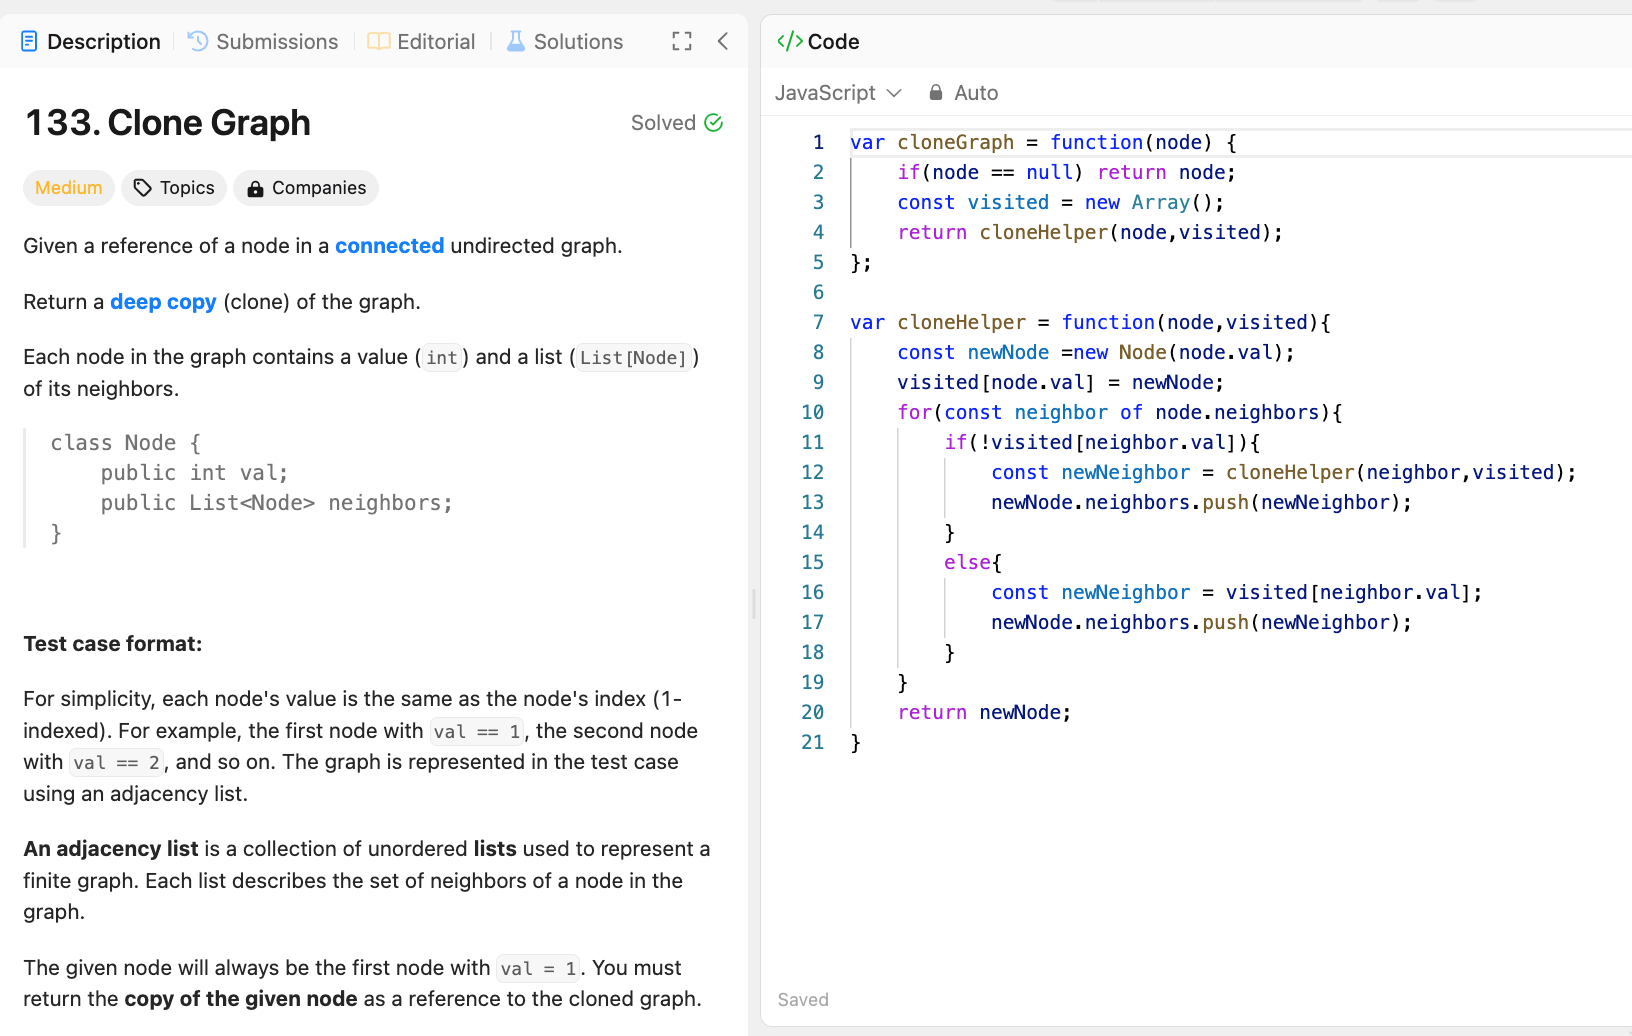 Description Submissions Editorial Solutions
133. Clone Graph
Solved
Medium Topics Companies
Given a reference of a node in a connected undirected graph.
Return a deep copy (clone) of the graph.
Each node in the graph contains a value (int) and a list (List[Node])
of its neighbors.
class Node {
    public int val;
    public List<Node> neighbors;
}
Test case format:
For simplicity, each node's value is the same as the node's index (1-
indexed). For example, the first node with val == 1, the second node
with val == 2, and so on. The graph is represented in the test case
using an adjacency list.
An adjacency list is a collection of unordered lists used to represent a
finite graph. Each list describes the set of neighbors of a node in the
graph.
The given node will always be the first node with val = 1. You must
return the copy of the given node as a reference to the cloned graph.
</> Code
JavaScript Auto
1 var cloneGraph = function(node) {
2     if(node == null) return node;
3     const visited = new Array();
4     return cloneHelper(node,visited);
5 };
6
7 var cloneHelper = function(node,visited){
8     const newNode =new Node(node.val);
9     visited[node.val] = newNode;
10     for(const neighbor of node.neighbors){
11         if(!visited[neighbor.val]){
12             const newNeighbor = cloneHelper(neighbor,visited);
13             newNode.neighbors.push(newNeighbor);
14         }
15         else{
16             const newNeighbor = visited[neighbor.val];
17             newNode.neighbors.push(newNeighbor);
18         }
19     }
20     return newNode;
21 }
Saved